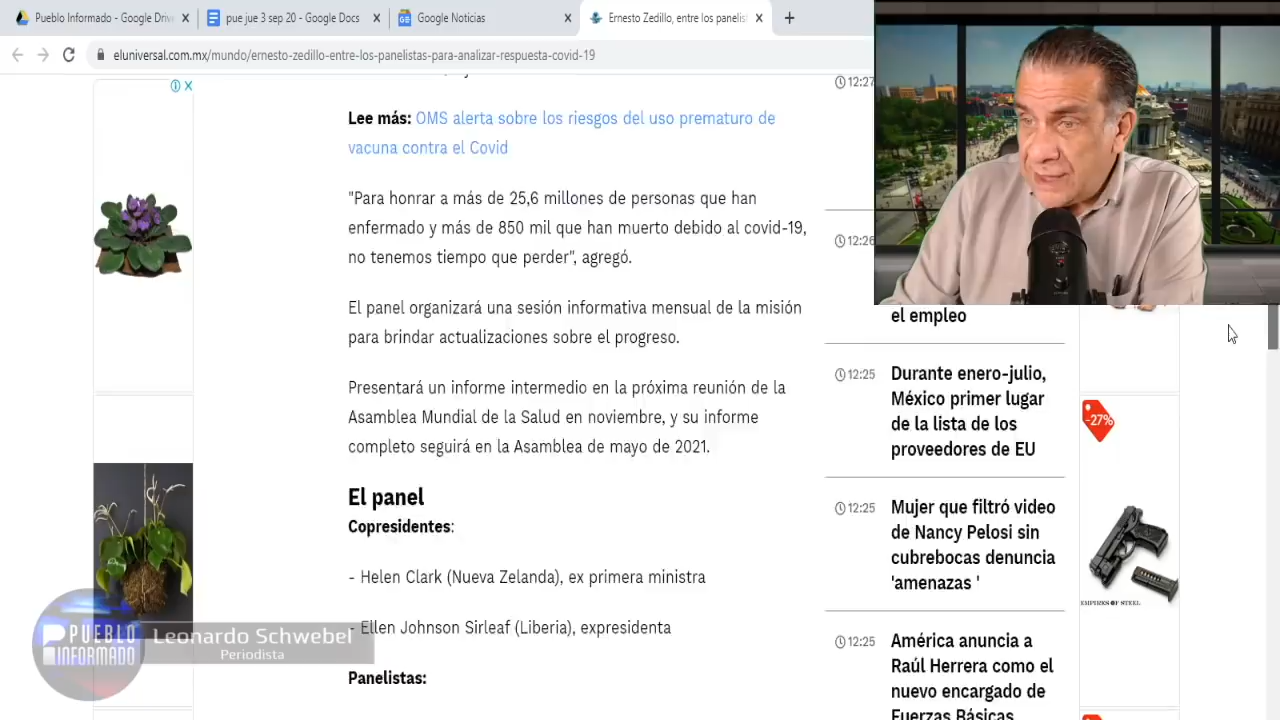 Pueblo Informado - Google Driv
pue jue 3 sep 20 - Google Docs
Google Noticias
Ernesto Zedillo, entre los panelist
eluniversal.com.mx/mundo/ernesto-zedillo-entre-los-panelistas-para-analizar-respuesta-covid-19
Lee más: OMS alerta sobre los riesgos del uso prematuro de
vacuna contra el Covid
"Para honrar a más de 25,6 millones de personas que han
enfermado y más de 850 mil que han muerto debido al covid-19,
no tenemos tiempo que perder", agregó.
El panel organizará una sesión informativa mensual de la misión
para brindar actualizaciones sobre el progreso.
Presentará un informe intermedio en la próxima reunión de la
Asamblea Mundial de la Salud en noviembre, y su informe
completo seguirá en la Asamblea de mayo de 2021.
El panel
Copresidentes:
- Helen Clark (Nueva Zelanda), ex primera ministra
- Ellen Johnson Sirleaf (Liberia), expresidenta
Panelistas:
12:27
12:26
el empleo
12:25
Durante enero-julio,
México primer lugar
de la lista de los
proveedores de EU
12:25
Mujer que filtró video
de Nancy Pelosi sin
cubrebocas denuncia
'amenazas '
12:25
América anuncia a
Raúl Herrera como el
nuevo encargado de
Fuerzas Básicas
-27%
EMPIRES OF STEEL
PUEBLO
INFORMADO
Leonardo Schwebel
Periodista